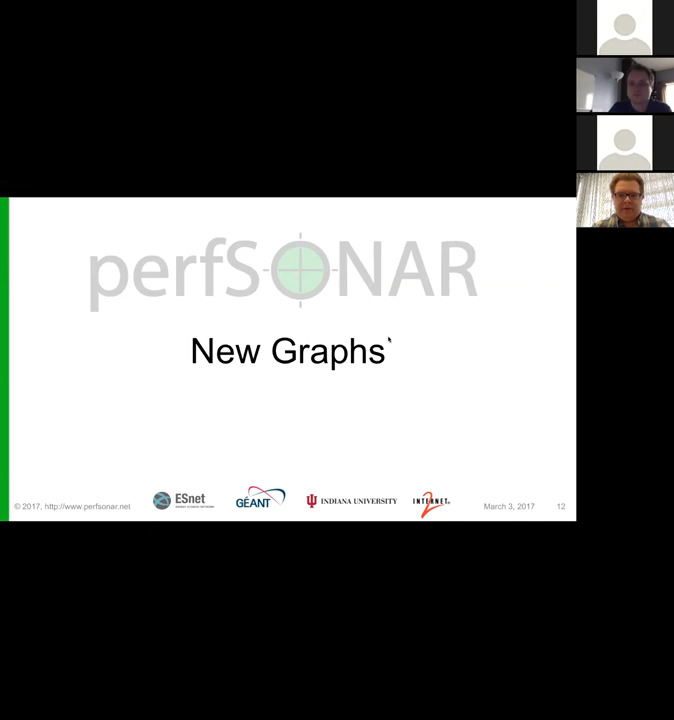 perfSONAR
New Graphs
© 2017, http://www.perfsonar.net
ESnet
GÉANT
INDIANA UNIVERSITY
INTERNET2®
March 3, 2017
12